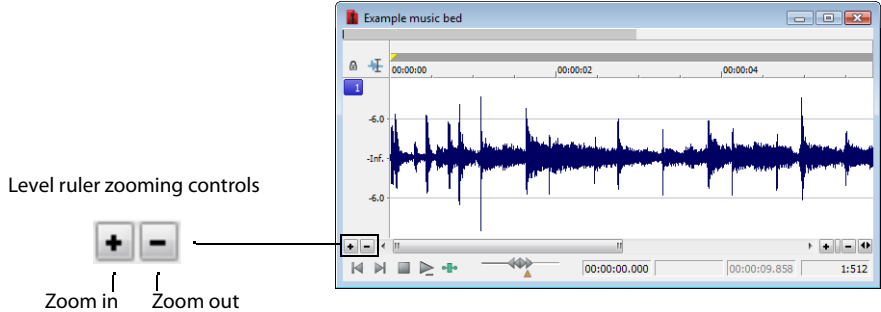 Example music bed
00:00:00
00:00:02
00:00:04
1
-6.0
-Inf.
-6.0
Level ruler zooming controls
Zoom in
Zoom out
00:00:00.000
00:00:09.858
1:512